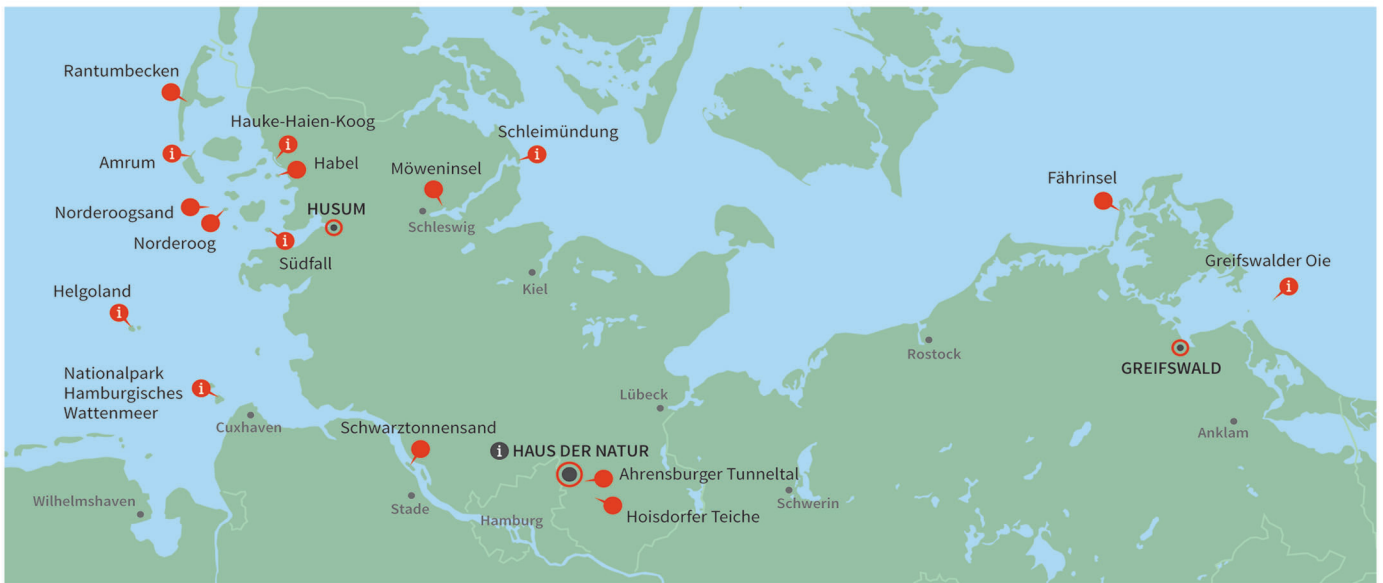 Rantumbecken
Hauke-Haien-Koog
Schleimündung
Amrum
Habel
Möweninsel
Fährinsel
Norderoogsand
HUSUM
Schleswig
Norderoog
Südfall
Greifswalder Oie
Kiel
Helgoland
Rostock
GREIFSWALD
Nationalpark
Hamburgisches
Wattenmeer
Lübeck
Cuxhaven
Schwarztonnensand
Anklam
i HAUS DER NATUR
Ahrensburger Tunneltal
Wilhelmshaven
Stade
Schwerin
Hamburg
Hoisdorfer Teiche